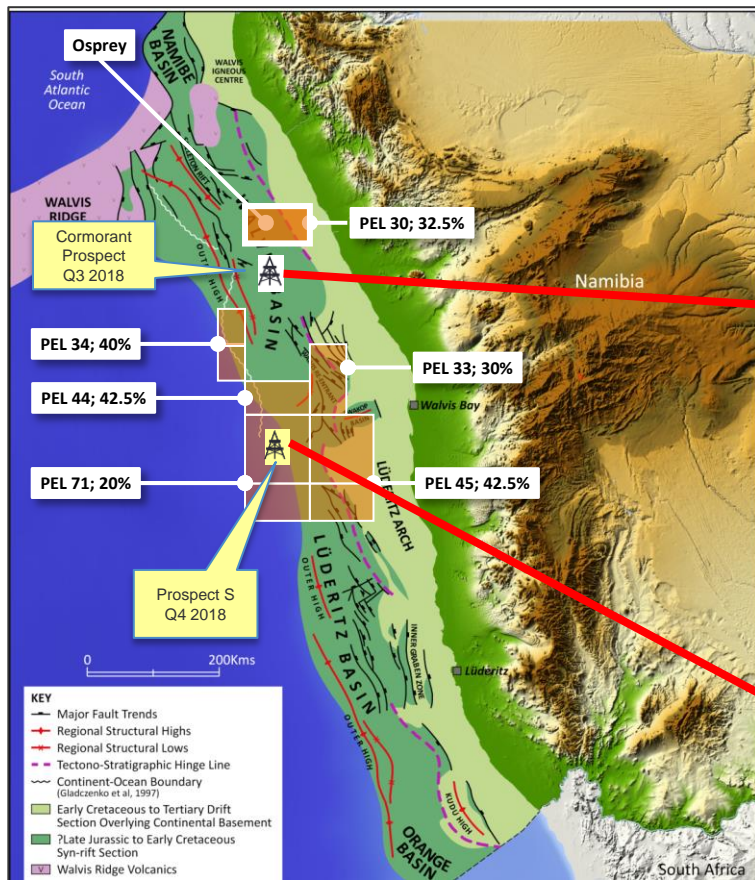 Osprey
NAMIBE
BASIN
WALVIS
IGNEOUS
CENTRE
South
Atlantic
Ocean
WALVIS
RIDGE
PEL 30; 32.5%
Cormorant
Prospect
Q3 2018
OUTER HIGH
BASIN
Namibia
PEL 34; 40%
PEL 33; 30%
PEL 44; 42.5%
Walvis Bay
BASIN
PEL 71; 20%
PEL 45; 42.5%
LÜDERITZ ARCH
Prospect S
Q4 2018
LÜDERITZ BASIN
OUTER HIGH
INNER GRABEN ZONE
0 200Kms
Lüderitz
OUTER HIGH
KUDU HIGH
ORANGE
BASIN
South Africa
KEY
Major Fault Trends
Regional Structural Highs
Regional Structural Lows
Tectono-Stratigraphic Hinge Line
Continent-Ocean Boundary
(Gladczenko et al, 1997)
Early Cretaceous to Tertiary Drift
Section Overlying Continental Basement
?Late Jurassic to Early Cretaceous
Syn-rift Section
V Walvis Ridge Volcanics